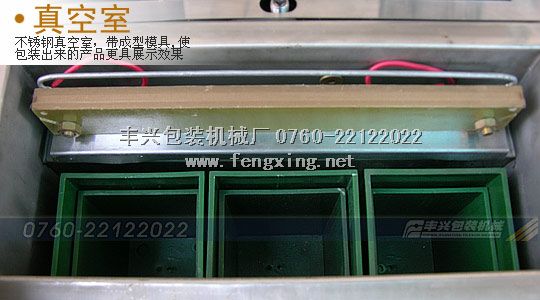 • 真空室
不锈钢真空室，带成型模具，使
包装出来的产品更具展示效果
丰兴包装机械厂 0760-22122022
www.fengxing.net
0760-22122022
丰兴包装机械